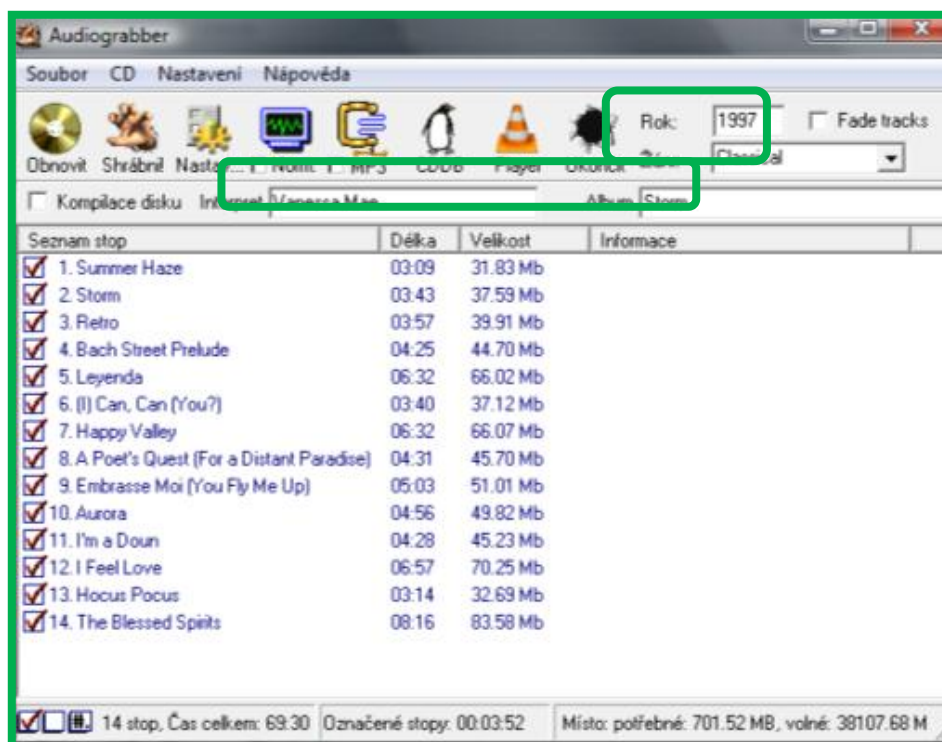 Audiograbber
Soubor CD Nastavení Nápověda
Rok: 1997 Fade tracks
Obnovit Shrábni! Player
Kompilace disku Interpret Vanessa Mae Album Storm
Seznam stop Délka Velikost Informace
1. Summer Haze 03:09 31.83 Mb
2. Storm 03:43 37.59 Mb
3. Retro 03:57 39.91 Mb
4. Bach Street Prelude 04:25 44.70 Mb
5. Leyenda 06:32 66.02 Mb
6. (I) Can, Can (You?) 03:40 37.12 Mb
7. Happy Valley 06:32 66.07 Mb
8. A Poet's Quest (For a Distant Paradise) 04:31 45.70 Mb
9. Embrasse Moi (You Fly Me Up) 05:03 51.01 Mb
10. Aurora 04:56 49.82 Mb
11. I'm a Doun 04:28 45.23 Mb
12. I Feel Love 06:57 70.25 Mb
13. Hocus Pocus 03:14 32.69 Mb
14. The Blessed Spirits 08:16 83.58 Mb
14 stop, Čas celkem: 69:30 Označené stopy: 00:03:52 Místo: potřebné: 701.52 MB, volné: 38107.68 M